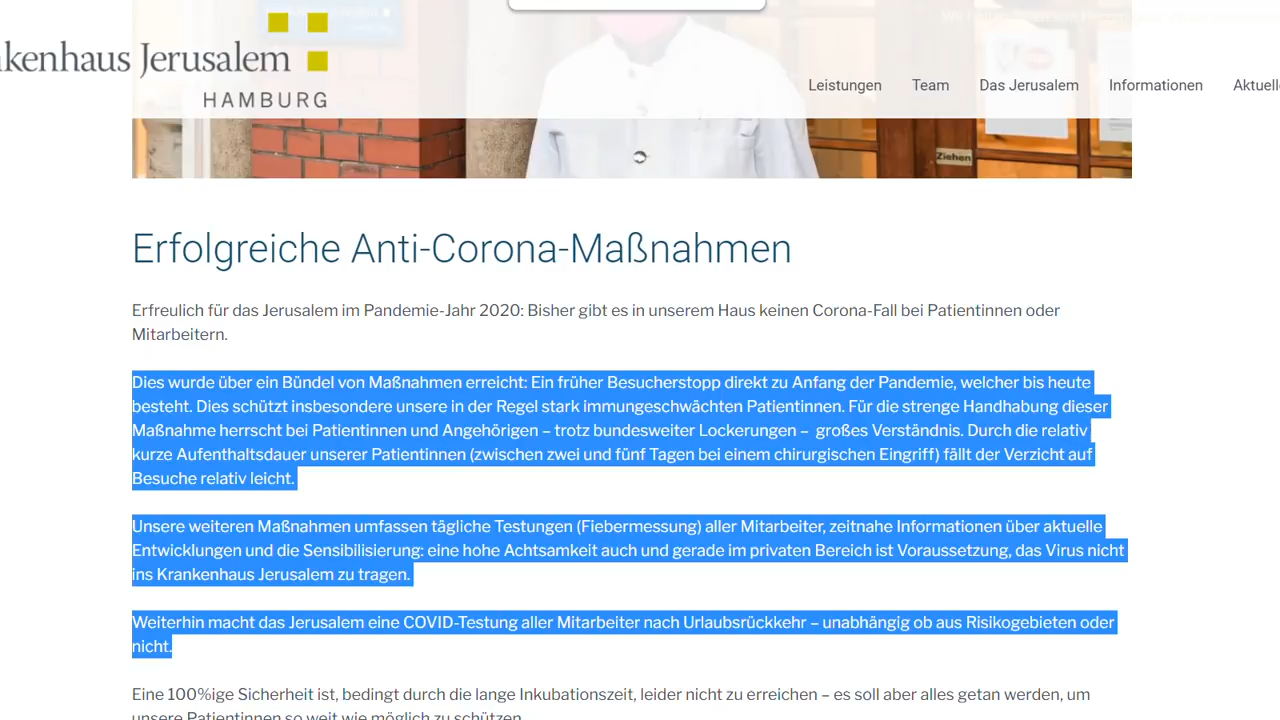 Krankenhaus Jerusalem
HAMBURG
Leistungen Team Das Jerusalem Informationen
Ziehen
Erfolgreiche Anti-Corona-Maßnahmen
Erfreulich für das Jerusalem im Pandemie-Jahr 2020: Bisher gibt es in unserem Haus keinen Corona-Fall bei Patientinnen oder
Mitarbeitern.
Dies wurde über ein Bündel von Maßnahmen erreicht: Ein früher Besucherstopp direkt zu Anfang der Pandemie, welcher bis heute
besteht. Dies schützt insbesondere unsere in der Regel stark immungeschwächten Patientinnen. Für die strenge Handhabung dieser
Maßnahme herrscht bei Patientinnen und Angehörigen – trotz bundesweiter Lockerungen – großes Verständnis. Durch die relativ
kurze Aufenthaltsdauer unserer Patientinnen (zwischen zwei und fünf Tagen bei einem chirurgischen Eingriff) fällt der Verzicht auf
Besuche relativ leicht.
Unsere weiteren Maßnahmen umfassen tägliche Testungen (Fiebermessung) aller Mitarbeiter, zeitnahe Informationen über aktuelle
Entwicklungen und die Sensibilisierung: eine hohe Achtsamkeit auch und gerade im privaten Bereich ist Voraussetzung, das Virus nicht
ins Krankenhaus Jerusalem zu tragen.
Weiterhin macht das Jerusalem eine COVID-Testung aller Mitarbeiter nach Urlaubsrückkehr – unabhängig ob aus Risikogebieten oder
nicht.
Eine 100%ige Sicherheit ist, bedingt durch die lange Inkubationszeit, leider nicht zu erreichen – es soll aber alles getan werden, um
unsere Patientinnen so weit wie möglich zu schützen.